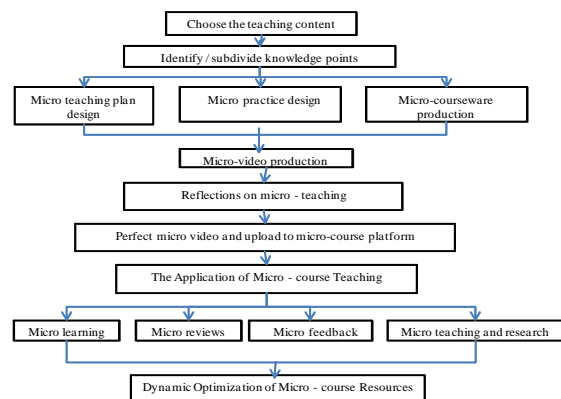 Choose the teaching content
Identify / subdivide knowledge points
Micro teaching plan
design
Micro practice design
Micro-courseware
production
Micro-video production
Reflections on micro - teaching
Perfect micro video and upload to micro-course platform
The Application of Micro - course Teaching
Micro learning
Micro reviews
Micro feedback
Micro teaching and research
Dynamic Optimization of Micro - course Resources